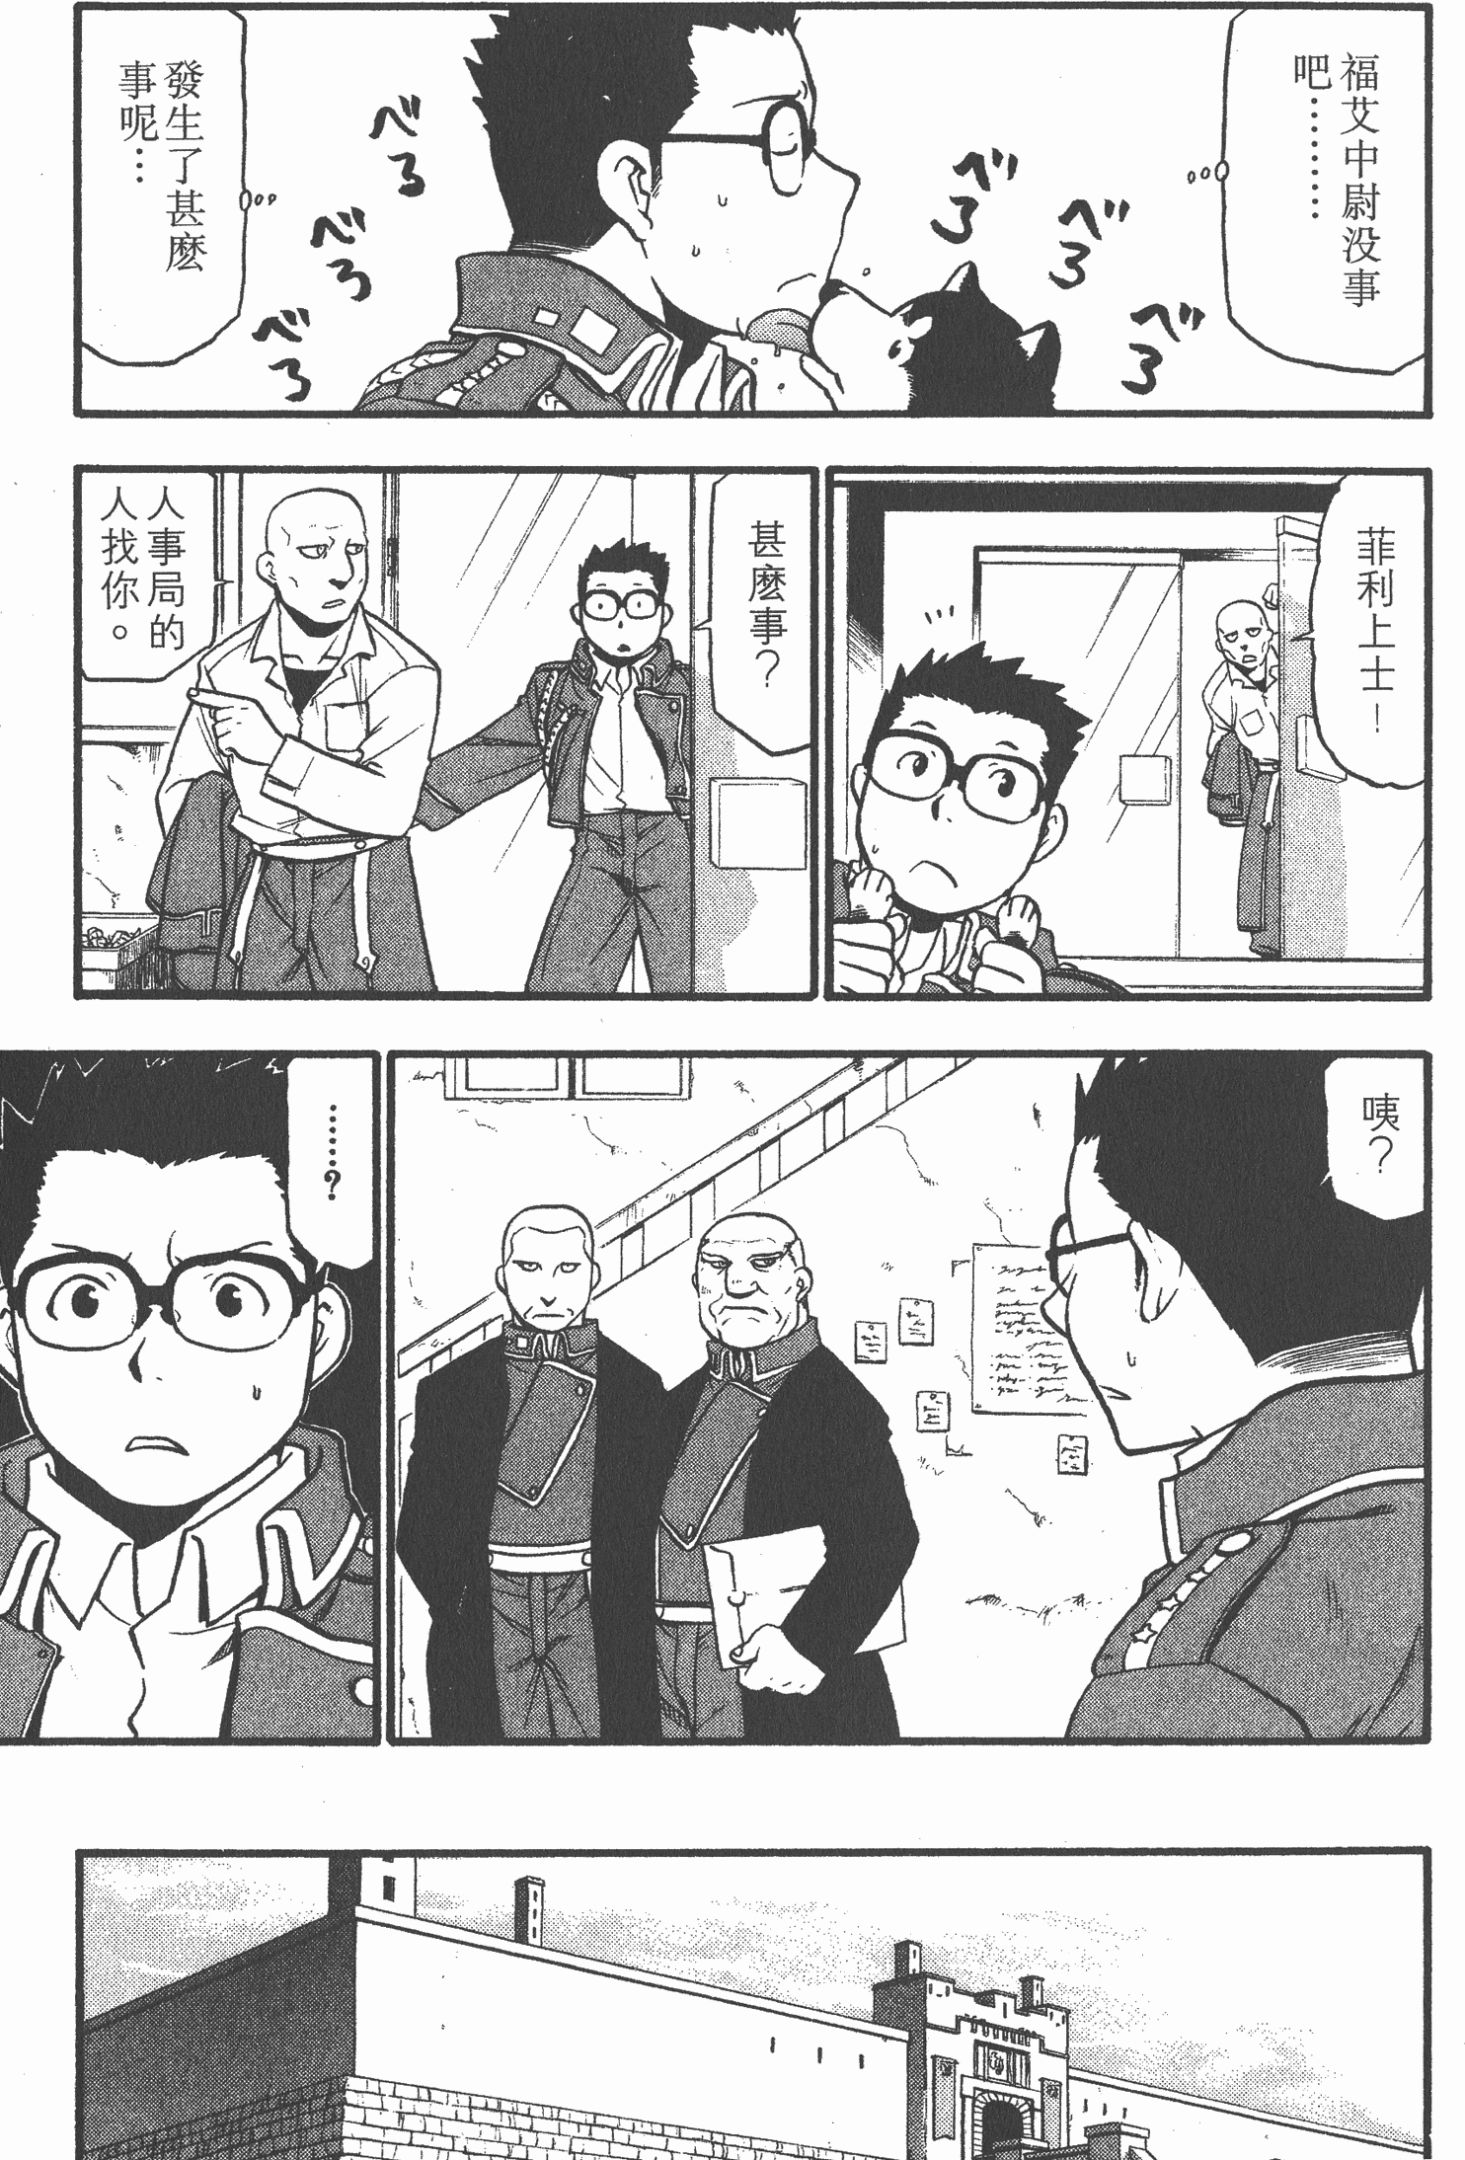 福艾中尉没事
吧………
べろ
べろ
べろ
べろ
べろ
べろ
發生了甚麼
事呢…
菲利上士！
甚麼事？
人事局的
人找你。
咦？
……？